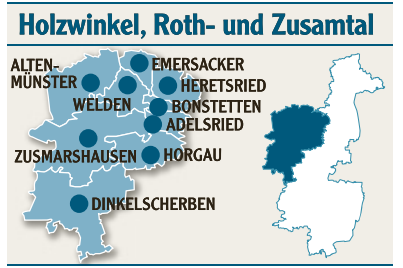 Holzwinkel, Roth- und Zusamtal
EMERSACKER
ALTEN-
MÜNSTER
HERETSRIED
WELDEN
BONSTETTEN
ADELSRIED
ZUSMARSHAUSEN
HORGAU
DINKELSCHERBEN